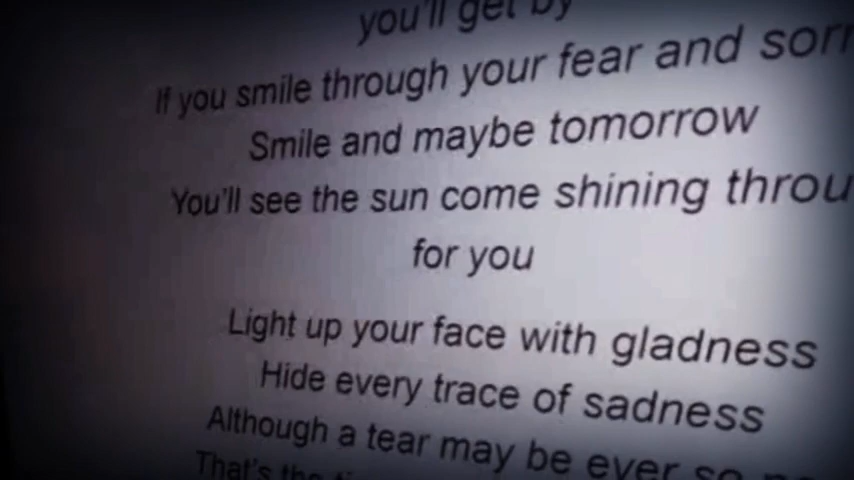 you'll get by
If you smile through your fear and
Smile and maybe tomorrow
You'll see the sun come shining
for you
Light up your face with gladness
Hide every trace of sadness
Although a tear may be ever so
That's the